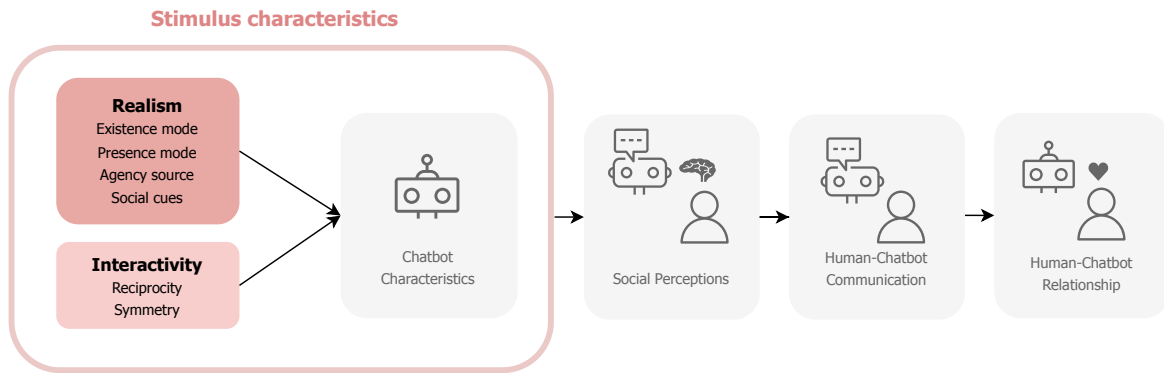 Stimulus characteristics
Realism
Existence mode
Presence mode
Agency source
Social cues
Interactivity
Reciprocity
Symmetry
Chatbot
Characteristics
Social Perceptions
Human-Chatbot
Communication
Human-Chatbot
Relationship